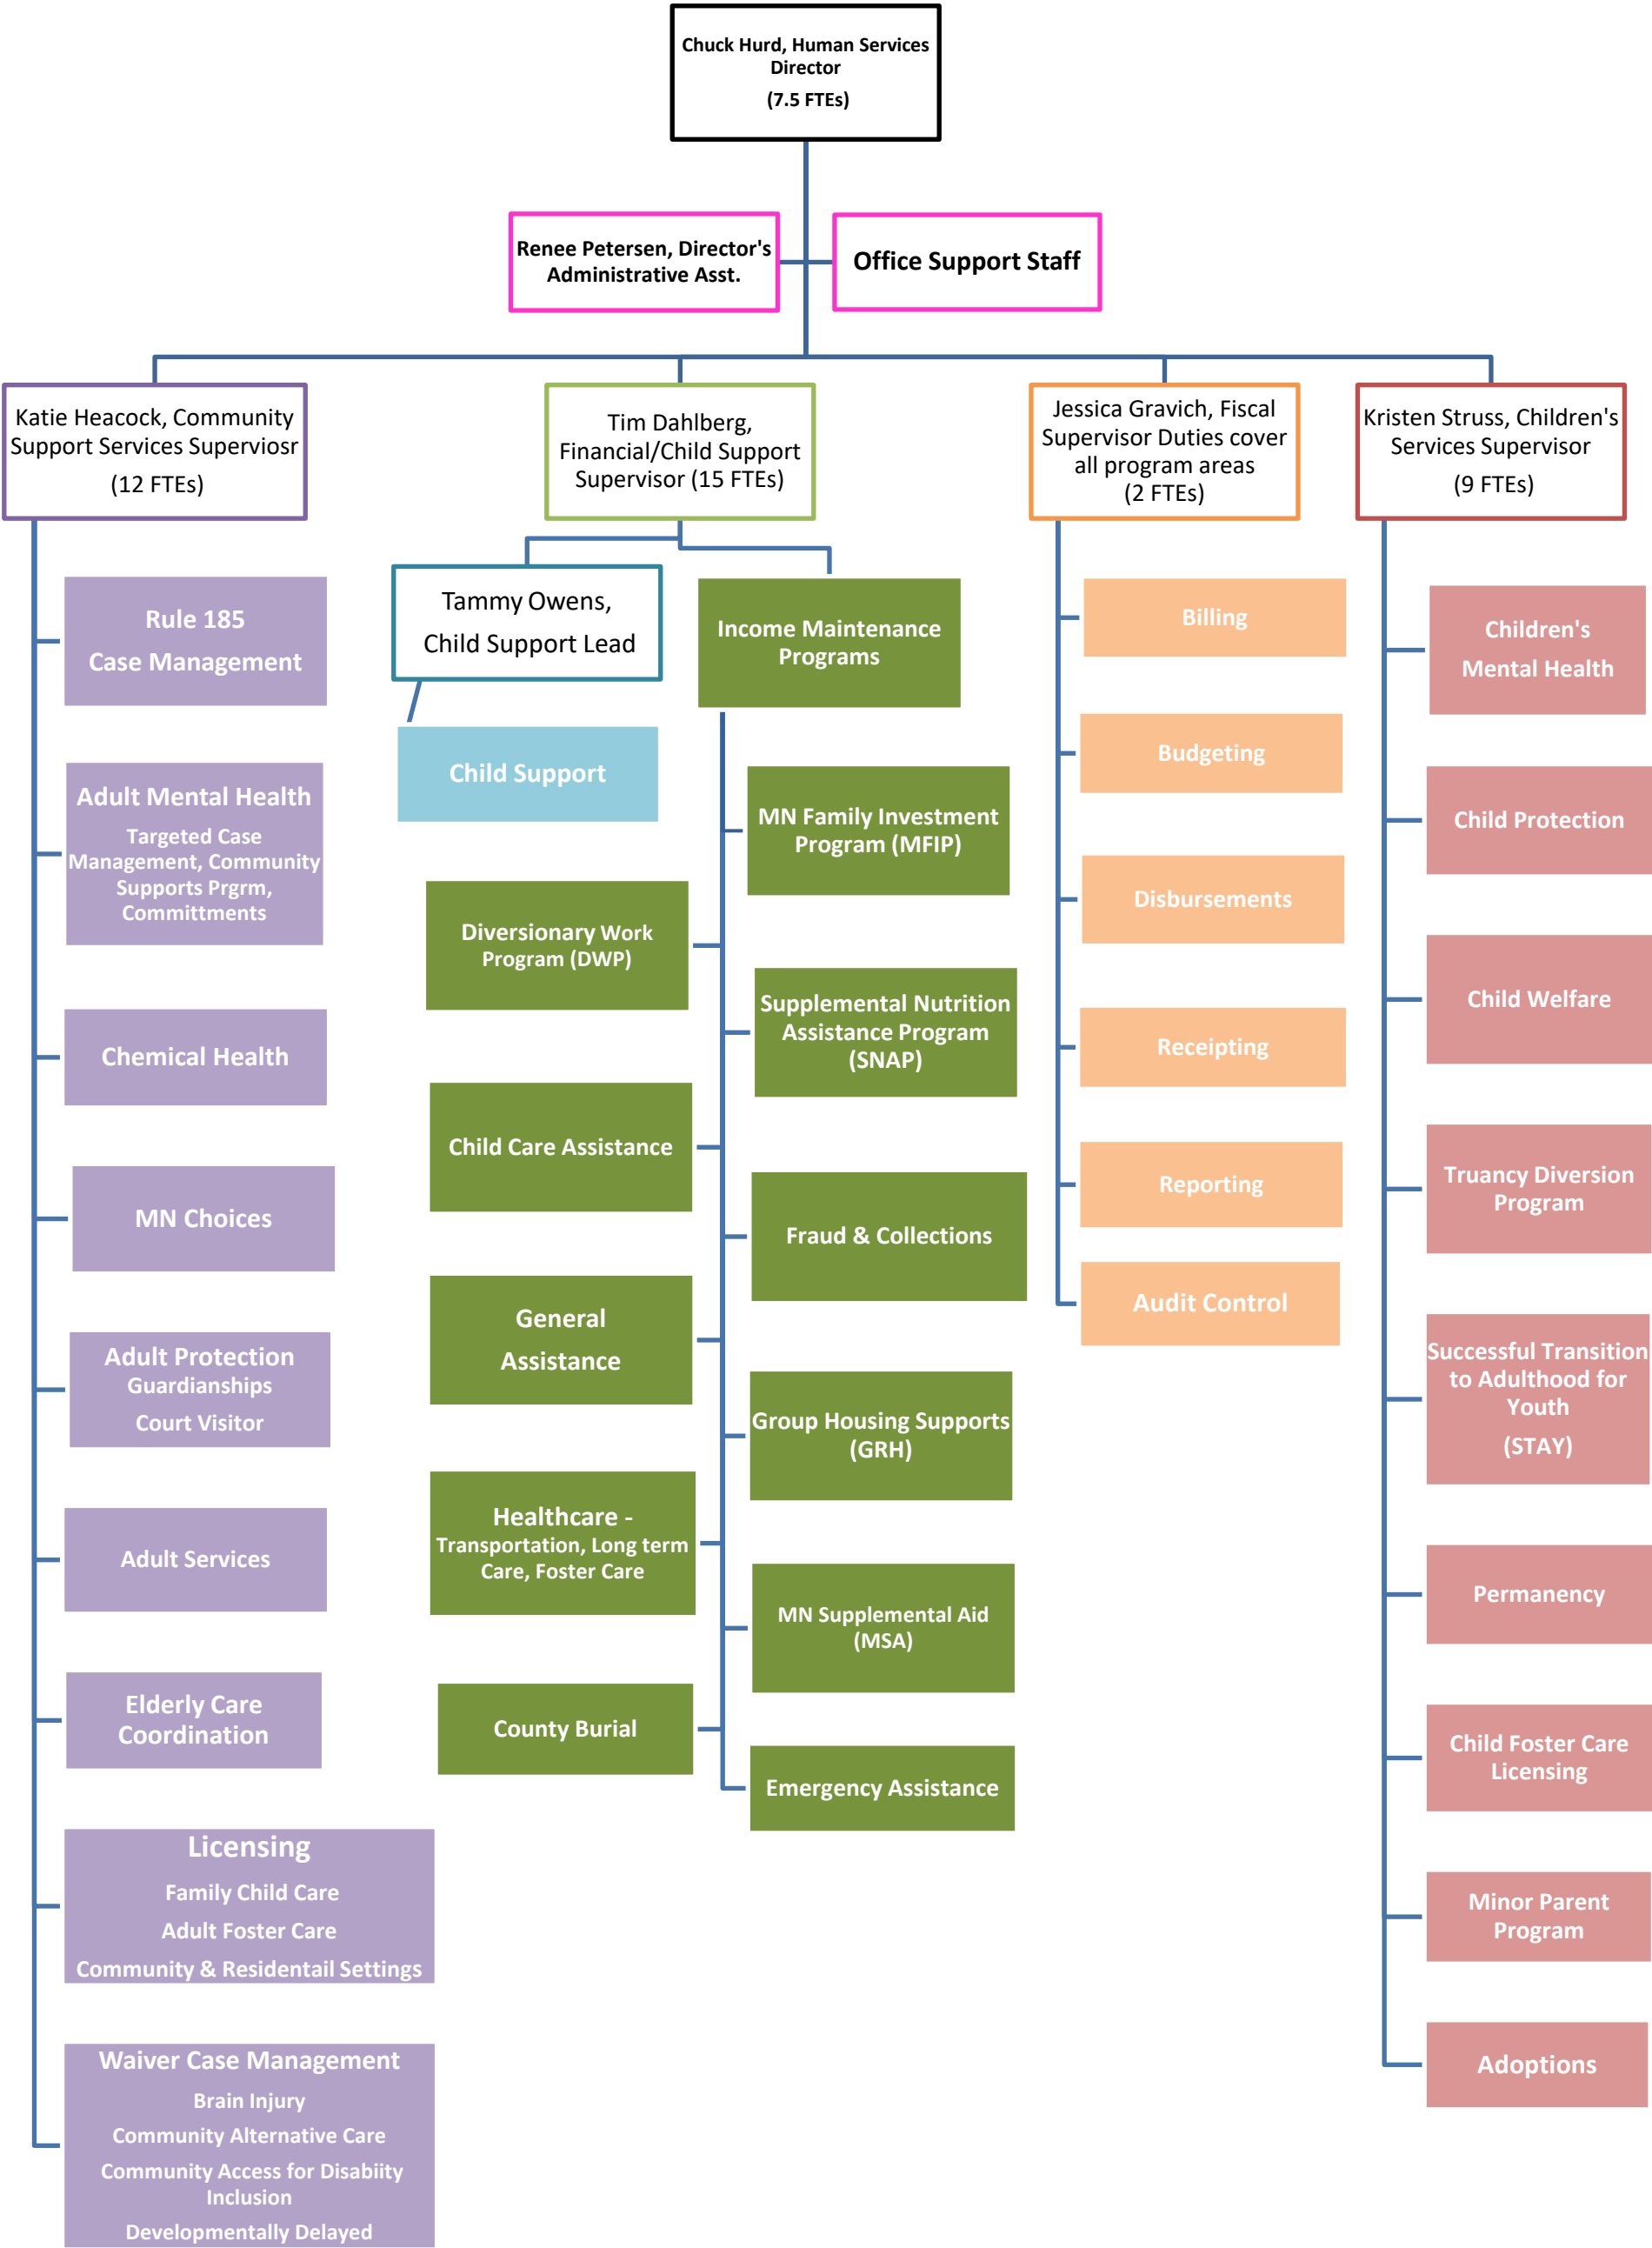 Chuck Hurd, Human Services
Director
(7.5 FTEs)
Renee Petersen, Director's
Administrative Asst.
Office Support Staff
Katie Heacock, Community
Support Services Superviosr
(12 FTEs)
Tim Dahlberg,
Financial/Child Support
Supervisor (15 FTEs)
Jessica Gravich, Fiscal
Supervisor Duties cover
all program areas
(2 FTEs)
Kristen Struss, Children's
Services Supervisor
(9 FTEs)
Rule 185
Case Management
Adult Mental Health
Targeted Case
Management, Community
Supports Prgrm,
Committments
Chemical Health
MN Choices
Adult Protection
Guardianships
Court Visitor
Adult Services
Elderly Care
Coordination
Licensing
Family Child Care
Adult Foster Care
Community & Residentail Settings
Waiver Case Management
Brain Injury
Community Alternative Care
Community Access for Disabiity
Inclusion
Developmentally Delayed
Tammy Owens,
Child Support Lead
Child Support
Income Maintenance
Programs
MN Family Investment
Program (MFIP)
Diversionary Work
Program (DWP)
Supplemental Nutrition
Assistance Program
(SNAP)
Child Care Assistance
Fraud & Collections
General
Assistance
Group Housing Supports
(GRH)
Healthcare -
Transportation, Long term
Care, Foster Care
MN Supplemental Aid
(MSA)
County Burial
Emergency Assistance
Billing
Budgeting
Disbursements
Receipting
Reporting
Audit Control
Children's
Mental Health
Child Protection
Child Welfare
Truancy Diversion
Program
Successful Transition
to Adulthood for
Youth
(STAY)
Permanency
Child Foster Care
Licensing
Minor Parent
Program
Adoptions